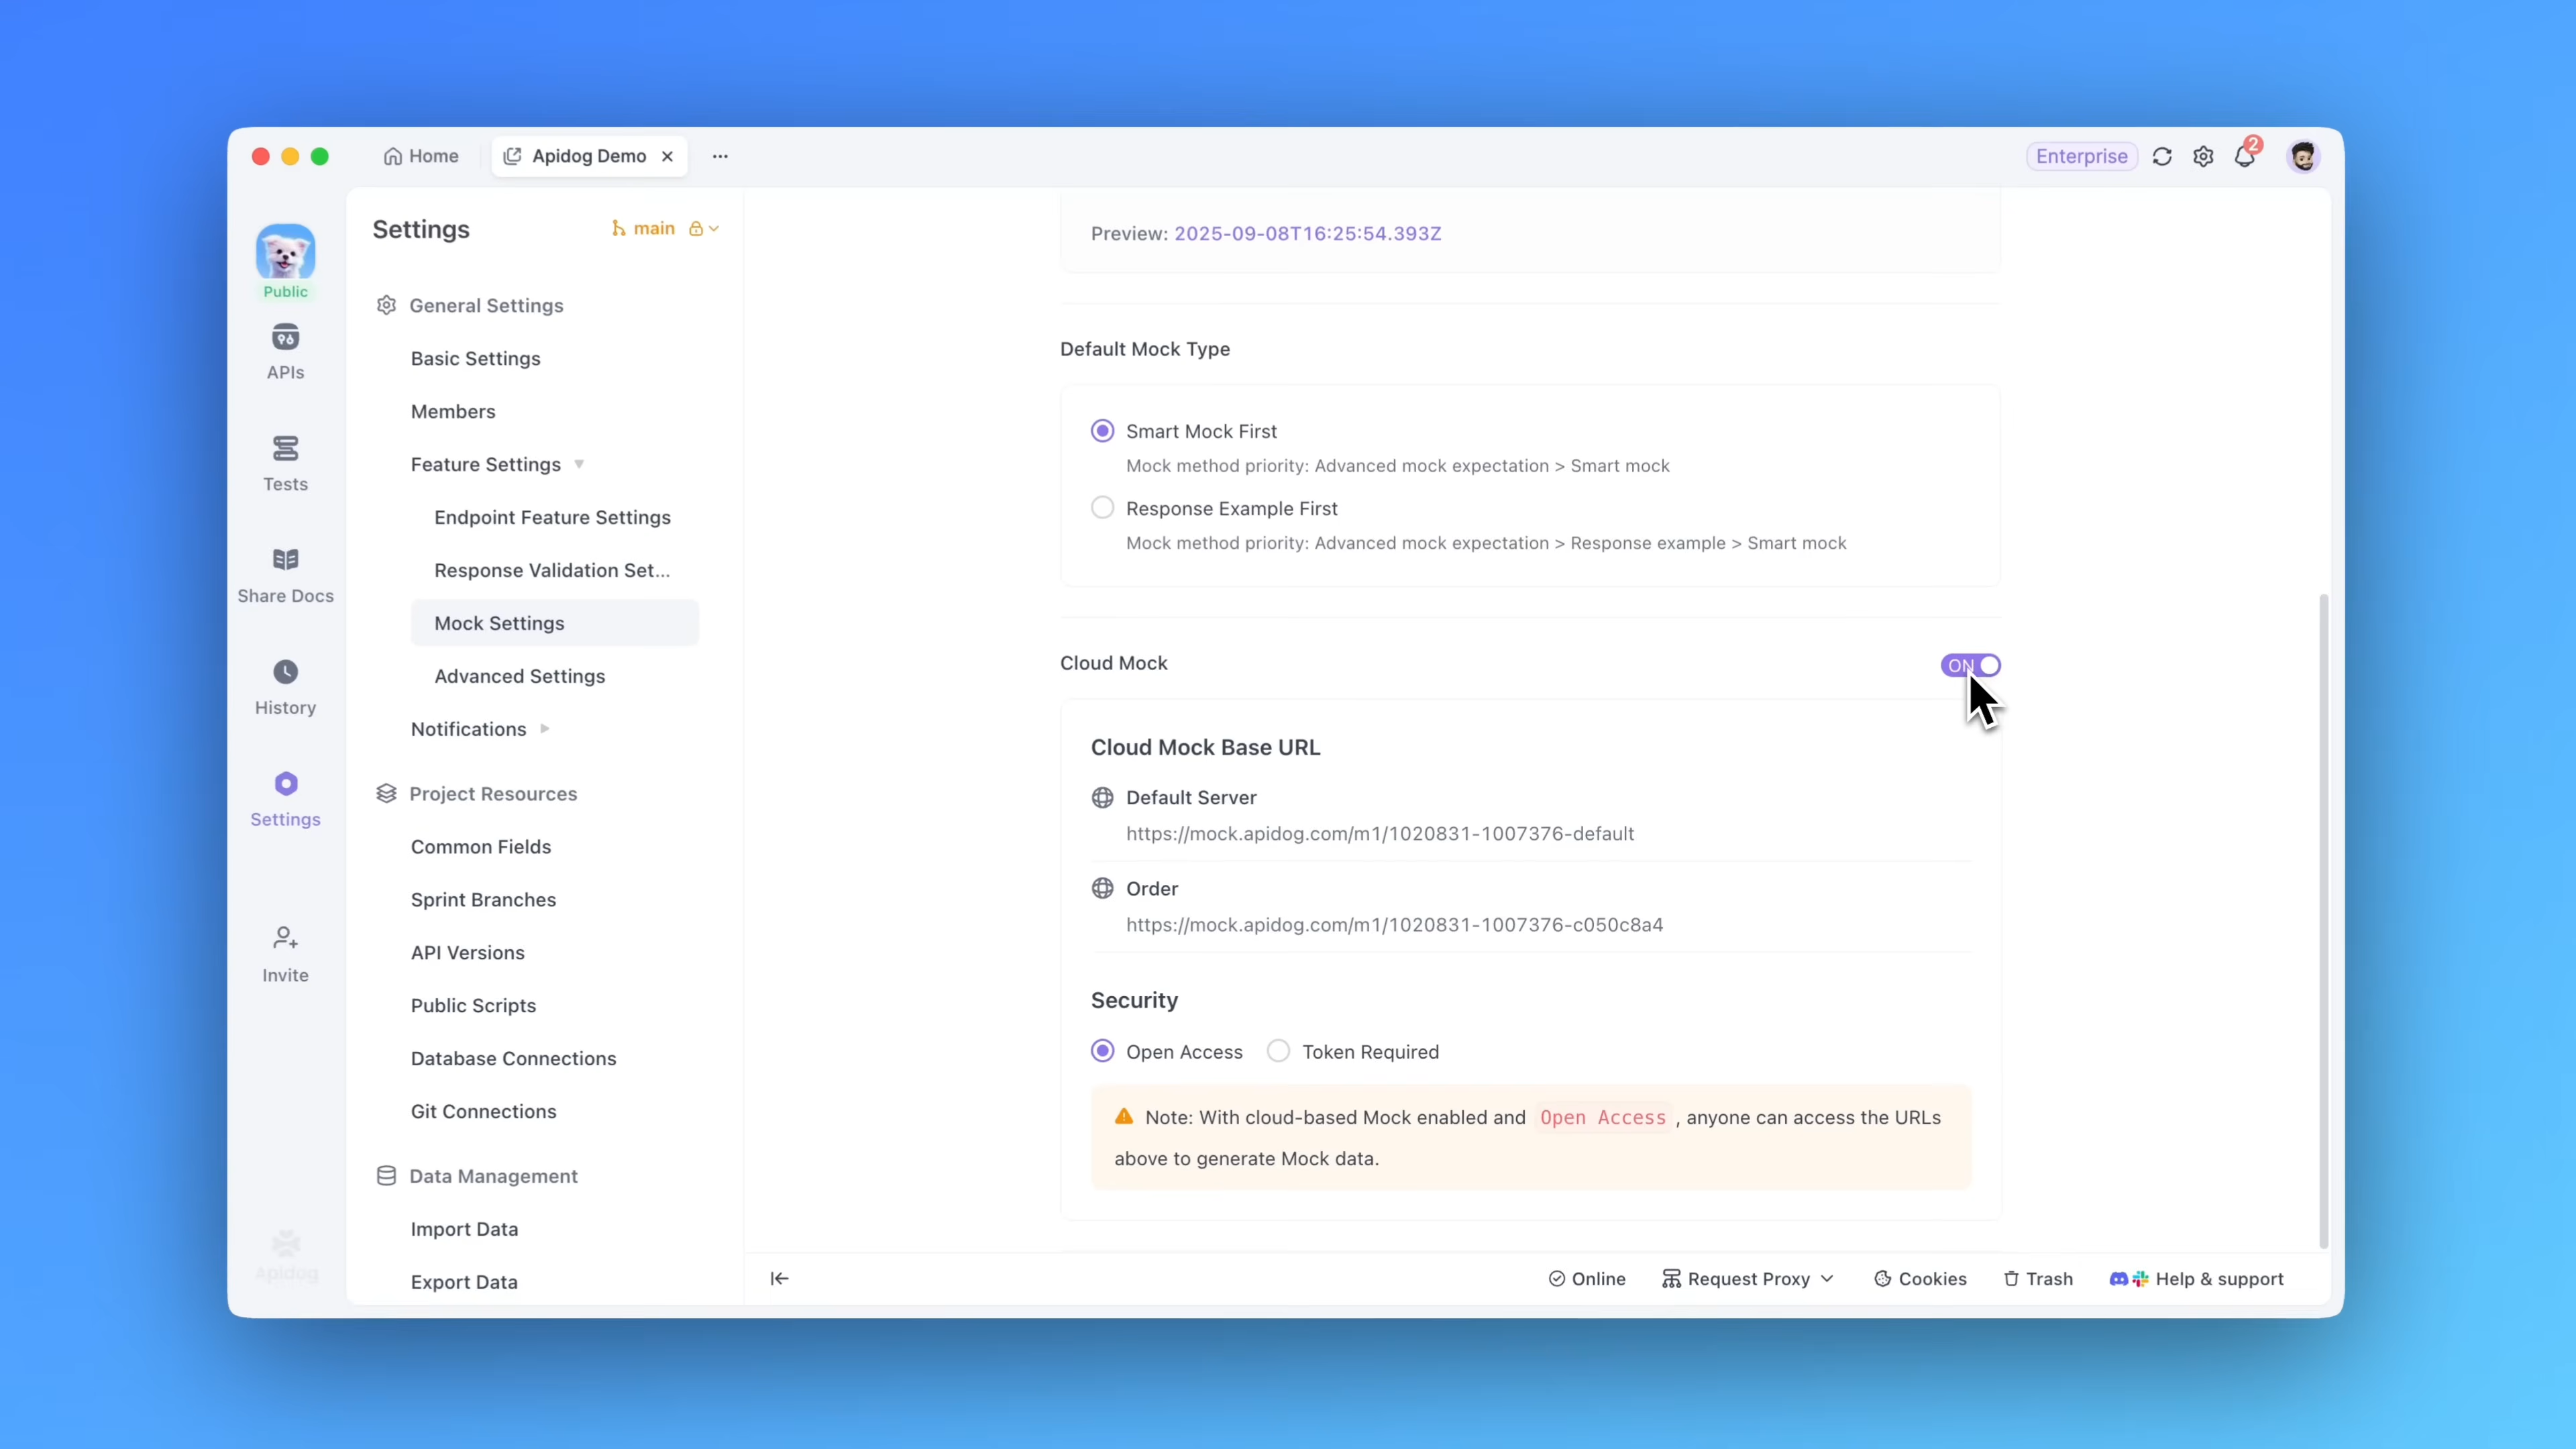 Home
Apidog Demo
Enterprise
2
Public
APIs
Tests
Share Docs
History
Settings
Invite
Apidog
Settings
main
General Settings
Basic Settings
Members
Feature Settings
Endpoint Feature Settings
Response Validation Set...
Mock Settings
Advanced Settings
Notifications
Project Resources
Common Fields
Sprint Branches
API Versions
Public Scripts
Database Connections
Git Connections
Data Management
Import Data
Export Data
Preview: 2025-09-08T16:25:54.393Z
Default Mock Type
Smart Mock First
Mock method priority: Advanced mock expectation > Smart mock
Response Example First
Mock method priority: Advanced mock expectation > Response example > Smart mock
Cloud Mock
ON
Cloud Mock Base URL
Default Server
https://mock.apidog.com/m1/1020831-1007376-default
Order
https://mock.apidog.com/m1/1020831-1007376-c050c8a4
Security
Open Access
Token Required
Note: With cloud-based Mock enabled and Open Access , anyone can access the URLs
above to generate Mock data.
Online
Request Proxy
Cookies
Trash
Help & support